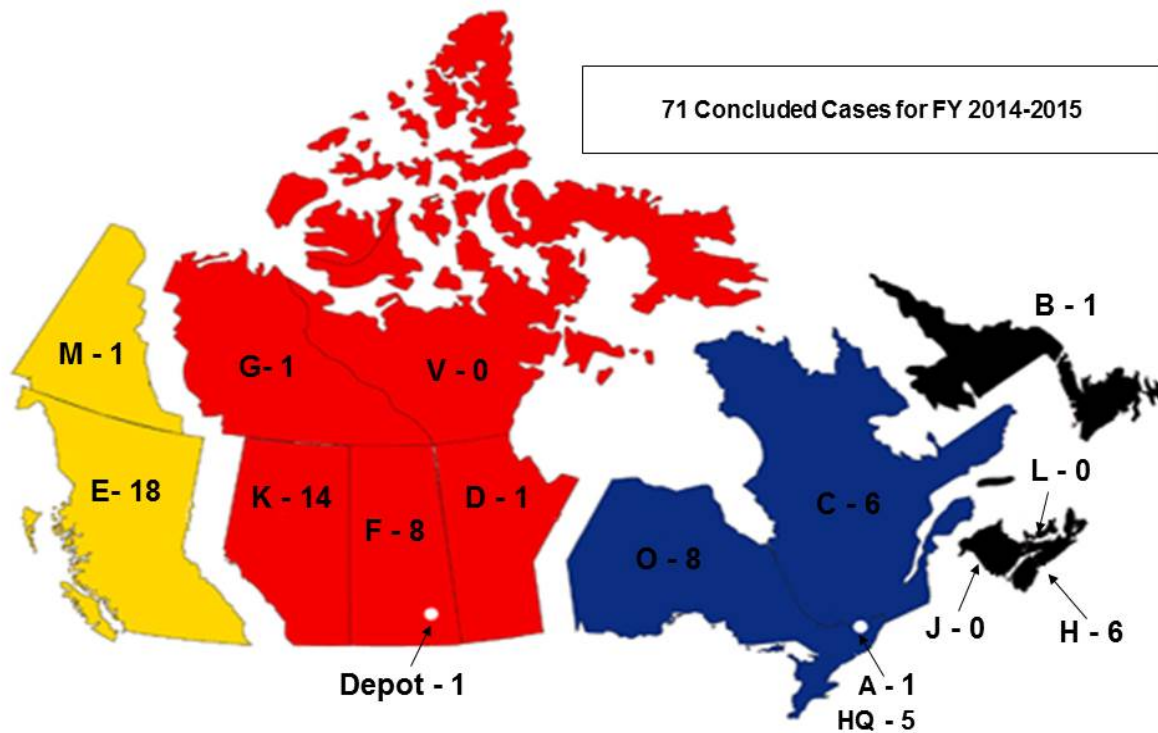 71 Concluded Cases for FY 2014-2015
B - 1
M - 1
G- 1
V - 0
L - 0
E- 18
K - 14
D - 1
C - 6
F - 8
O - 8
J - 0
H - 6
Depot - 1
A - 1
HQ - 5